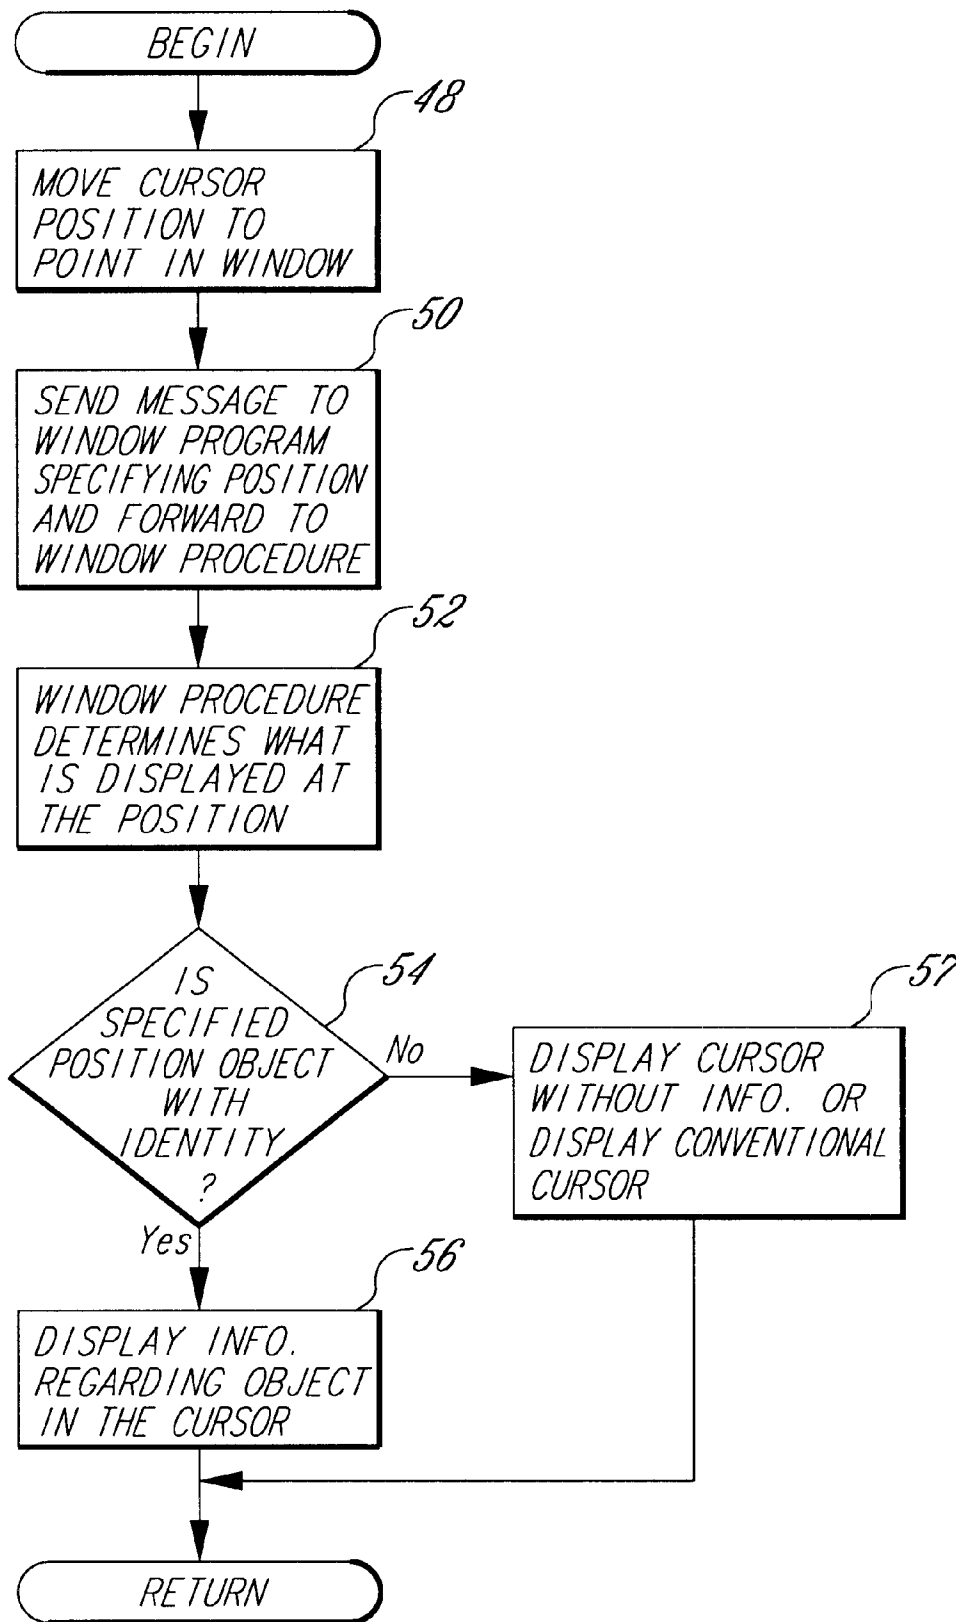 BEGIN
48
MOVE CURSOR
POSITION TO
POINT IN WINDOW
50
SEND MESSAGE TO
WINDOW PROGRAM
SPECIFYING POSITION
AND FORWARD TO
WINDOW PROCEDURE
52
WINDOW PROCEDURE
DETERMINES WHAT
IS DISPLAYED AT
THE POSITION
54
IS
SPECIFIED
POSITION OBJECT
WITH
IDENTITY
?
No
57
DISPLAY CURSOR
WITHOUT INFO. OR
DISPLAY CONVENTIONAL
CURSOR
Yes
56
DISPLAY INFO.
REGARDING OBJECT
IN THE CURSOR
RETURN